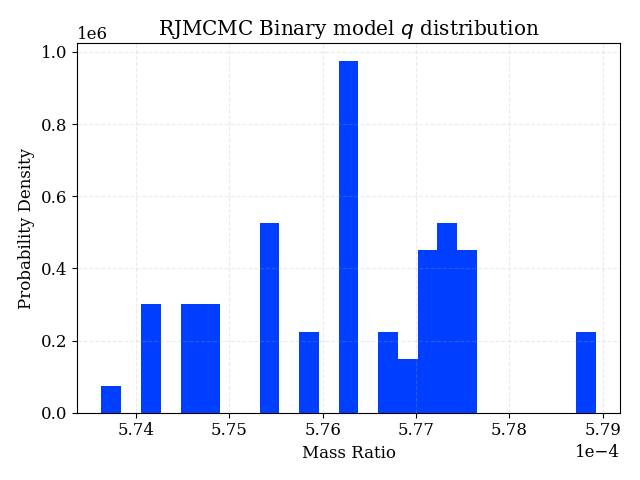 RJMCMC Binary model q distribution
1e6
1.0
0.8
0.6
0.4
0.2
0.0
Probability Density
5.74 5.75 5.76 5.77 5.78 5.79
Mass Ratio
1e−4